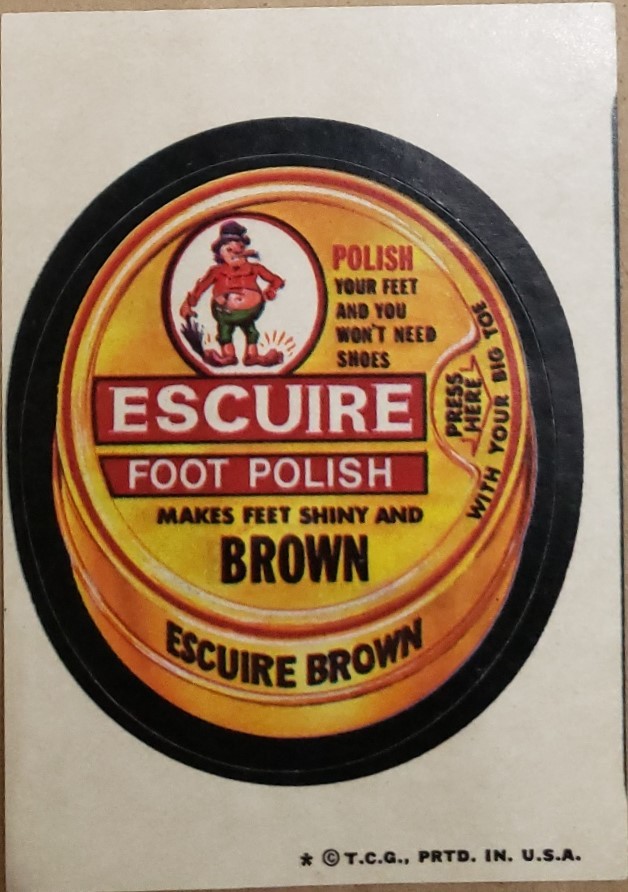 POLISH
YOUR FEET
AND YOU
WON'T NEED
SHOES
ESCUIRE
FOOT POLISH
MAKES FEET SHINY AND
BROWN
PRESS
HERE
WITH YOUR BIG TOE
ESCUIRE BROWN
* © T.C.G., PRTD. IN. U.S.A.